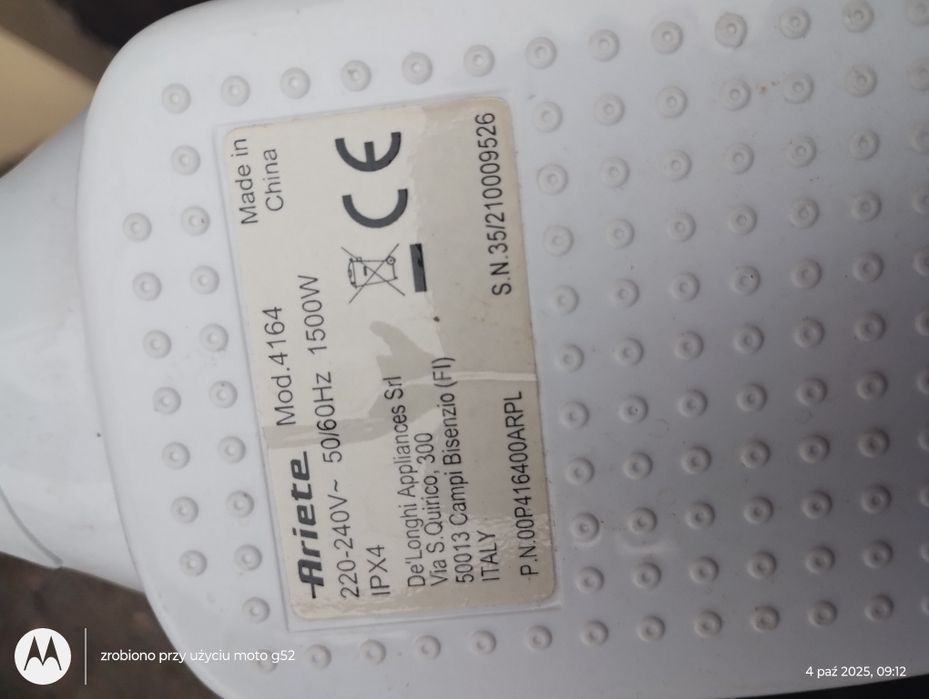 Ariete Mod.4164 Made in
China
220-240V~ 50/60Hz 1500W
IPX4
CE
De'Longhi Appliances Srl
Via S.Quirico, 300
50013 Campi Bisenzio (FI)
ITALY
P.N.00P416400ARPL S.N.35/2100009526
zrobiono przy użyciu moto g52
4 paź 2025, 09:12